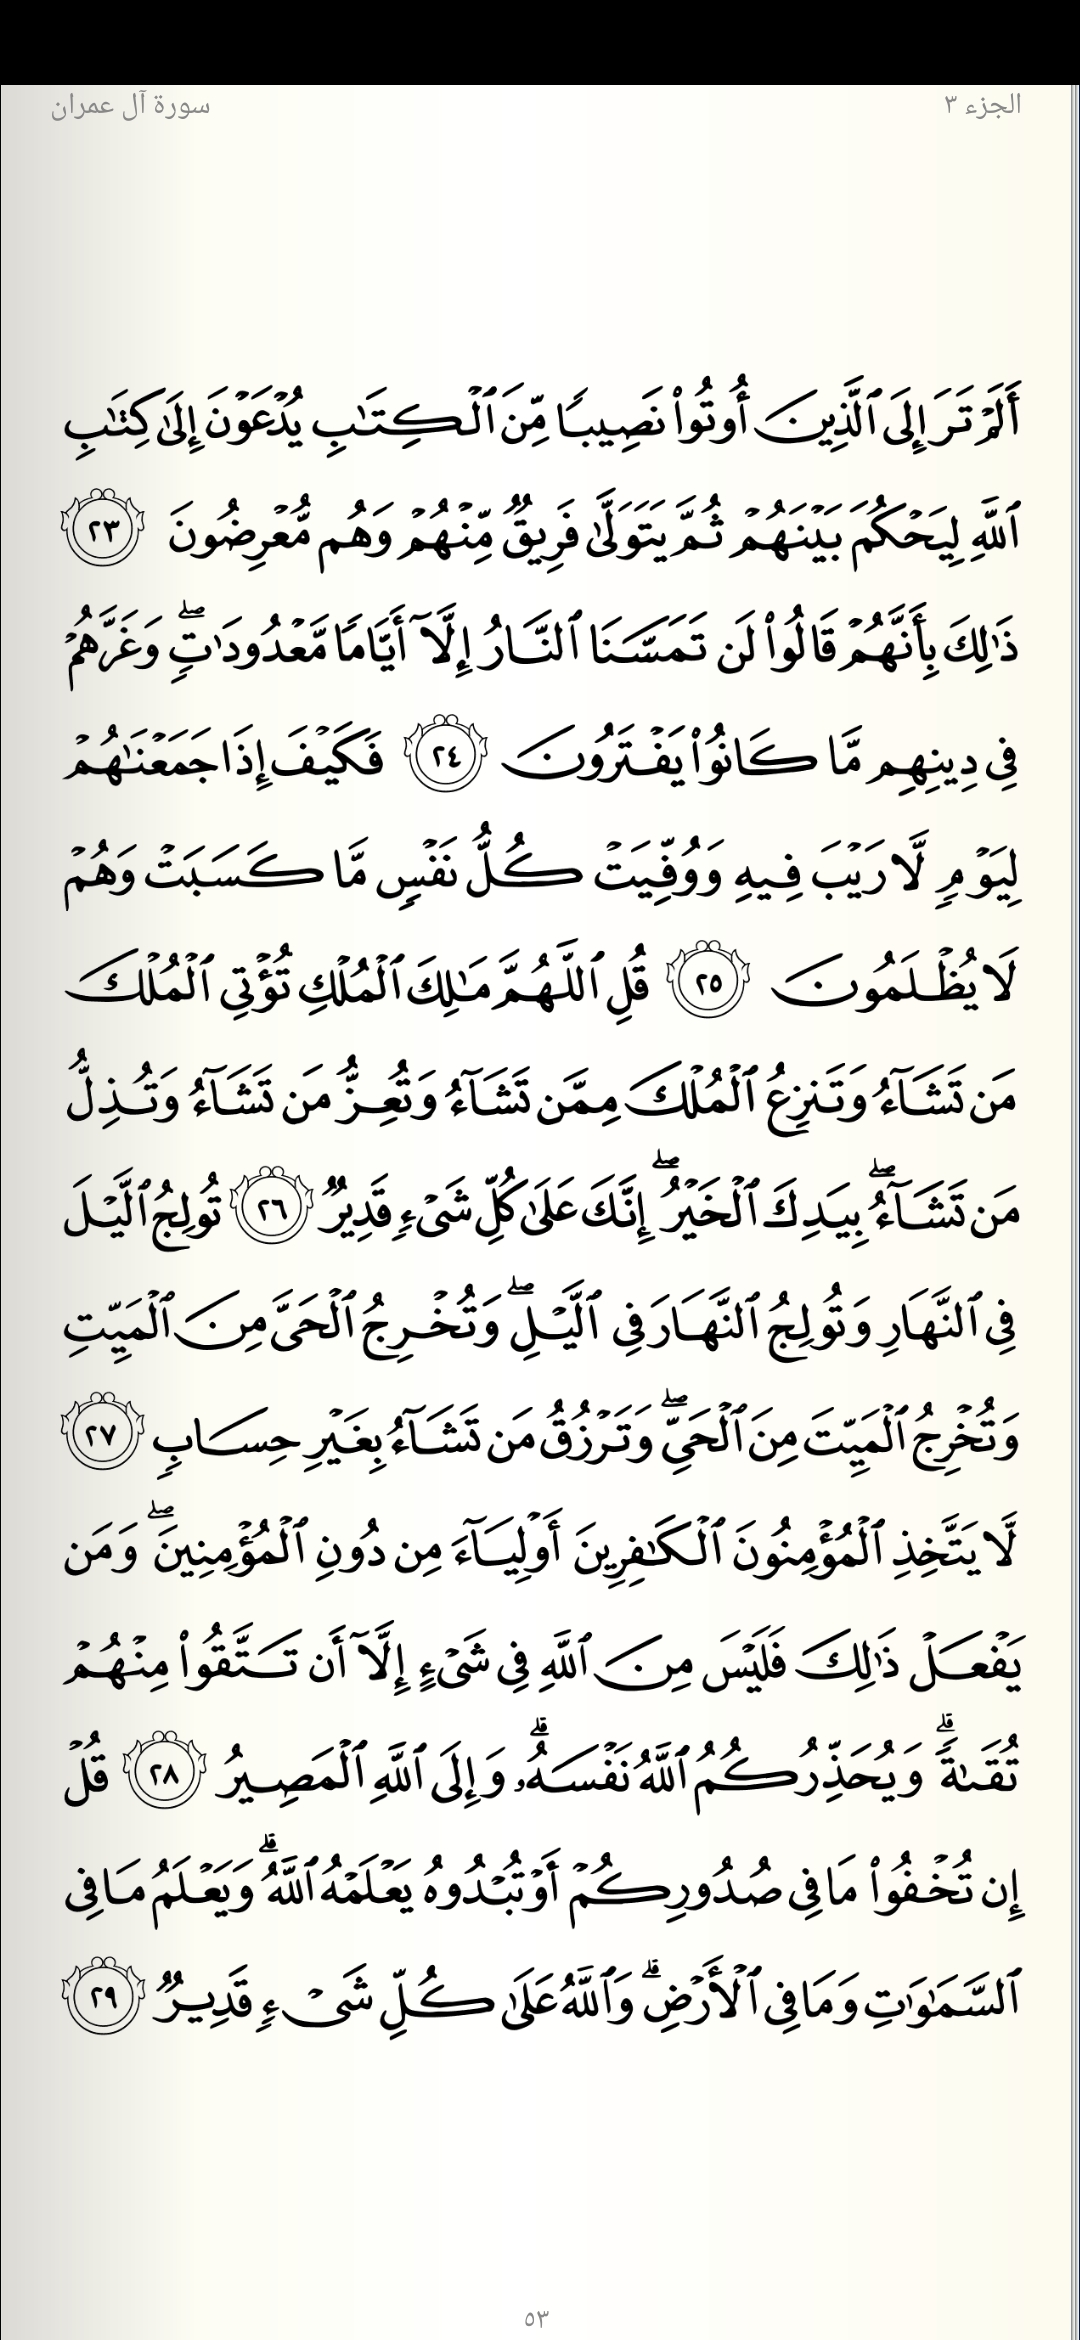 الجزء ٣
سورة آل عمران
أَلَمۡ تَرَ إِلَى ٱلَّذِينَ أُوتُواْ نَصِيبٗا مِّنَ ٱلۡكِتَٰبِ يُدۡعَوۡنَ إِلَىٰ كِتَٰبِ
ٱللَّهِ لِيَحۡكُمَ بَيۡنَهُمۡ ثُمَّ يَتَوَلَّىٰ فَرِيقٞ مِّنۡهُمۡ وَهُم مُّعۡرِضُونَ ٢٣
ذَٰلِكَ بِأَنَّهُمۡ قَالُواْ لَن تَمَسَّنَا ٱلنَّارُ إِلَّآ أَيَّامٗا مَّعۡدُودَٰتٖۖ وَغَرَّهُمۡ
فِي دِينِهِم مَّا كَانُواْ يَفۡتَرُونَ ٢٤ فَكَيۡفَ إِذَا جَمَعۡنَٰهُمۡ
لِيَوۡمٖ لَّا رَيۡبَ فِيهِ وَوُفِّيَتۡ كُلُّ نَفۡسٖ مَّا كَسَبَتۡ وَهُمۡ
لَا يُظۡلَمُونَ ٢٥ قُلِ ٱللَّهُمَّ مَٰلِكَ ٱلۡمُلۡكِ تُؤۡتِي ٱلۡمُلۡكَ
مَن تَشَآءُ وَتَنزِعُ ٱلۡمُلۡكَ مِمَّن تَشَآءُ وَتُعِزُّ مَن تَشَآءُ وَتُذِلُّ
مَن تَشَآءُۖ بِيَدِكَ ٱلۡخَيۡرُۖ إِنَّكَ عَلَىٰ كُلِّ شَيۡءٖ قَدِيرٞ ٢٦ تُولِجُ ٱلَّيۡلَ
فِي ٱلنَّهَارِ وَتُولِجُ ٱلنَّهَارَ فِي ٱلَّيۡلِۖ وَتُخۡرِجُ ٱلۡحَيَّ مِنَ ٱلۡمَيِّتِ
وَتُخۡرِجُ ٱلۡمَيِّتَ مِنَ ٱلۡحَيِّۖ وَتَرۡزُقُ مَن تَشَآءُ بِغَيۡرِ حِسَابٖ ٢٧
لَّا يَتَّخِذِ ٱلۡمُؤۡمِنُونَ ٱلۡكَٰفِرِينَ أَوۡلِيَآءَ مِن دُونِ ٱلۡمُؤۡمِنِينَۖ وَمَن
يَفۡعَلۡ ذَٰلِكَ فَلَيۡسَ مِنَ ٱللَّهِ فِي شَيۡءٍ إِلَّآ أَن تَتَّقُواْ مِنۡهُمۡ
تُقَىٰةٗۗ وَيُحَذِّرُكُمُ ٱللَّهُ نَفۡسَهُۥۗ وَإِلَى ٱللَّهِ ٱلۡمَصِيرُ ٢٨ قُلۡ
إِن تُخۡفُواْ مَا فِي صُدُورِكُمۡ أَوۡ تُبۡدُوهُ يَعۡلَمۡهُ ٱللَّهُۗ وَيَعۡلَمُ مَا فِي
ٱلسَّمَٰوَٰتِ وَمَا فِي ٱلۡأَرۡضِۗ وَٱللَّهُ عَلَىٰ كُلِّ شَيۡءٖ قَدِيرٞ ٢٩
٥٣